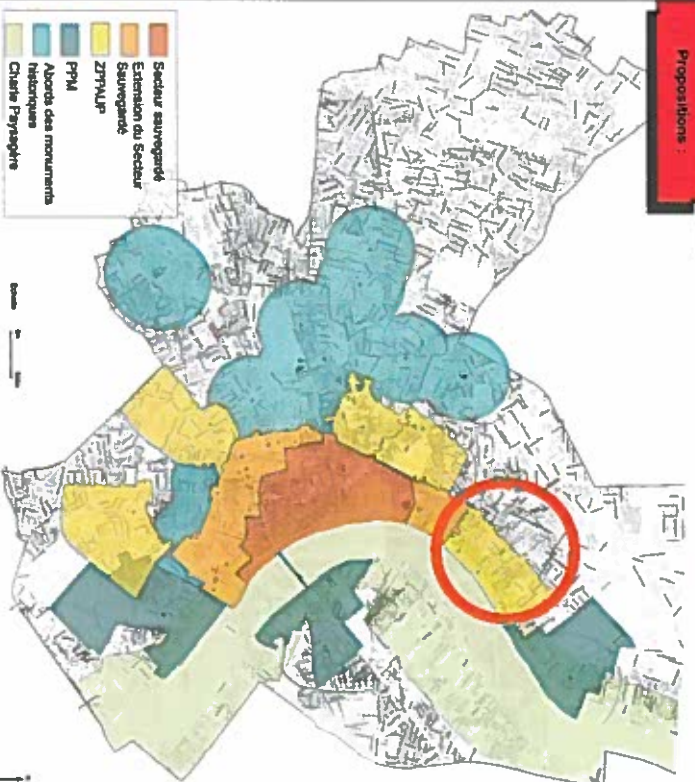 Propositions :
Secteur sauvegardé
Extension du Secteur
Sauvegardé
ZPPAUP
PPM
Abords des monuments
historiques
Charte Paysagère